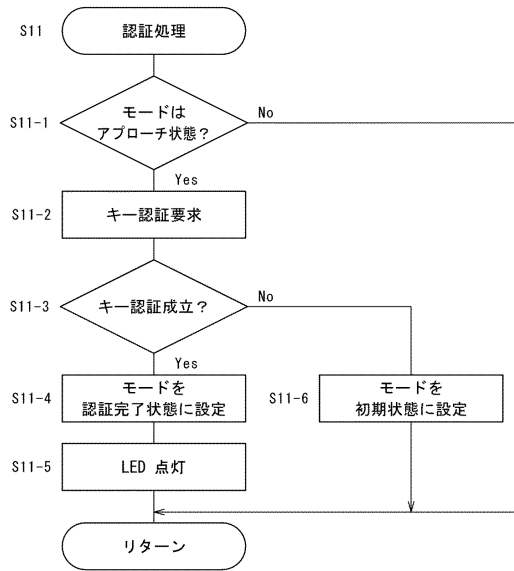 S11
認証処理
S11-1
モードは
アプローチ状態？
No
Yes
S11-2
キー認証要求
S11-3
キー認証成立？
No
Yes
S11-4
モードを
認証完了状態に設定
S11-6
モードを
初期状態に設定
S11-5
LED 点灯
リターン